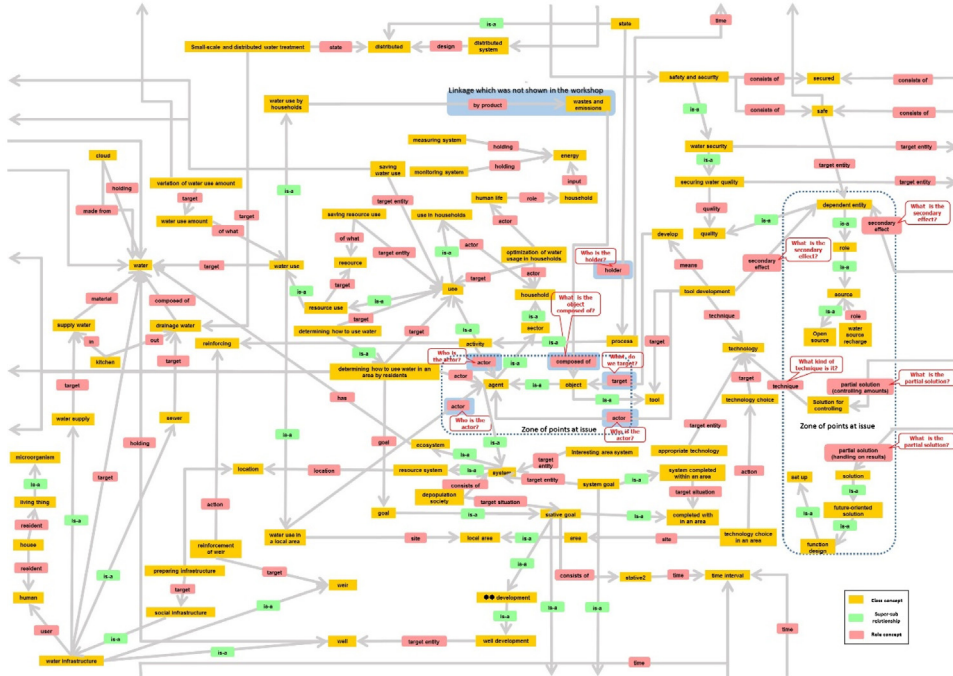 state
time
is-a
Small-scale and distributed water treatment
state
distributed
design
distributed system
safety and security
consists of
secured
consists of
Linkage which was not shown in the workshop
water use by households
by product
wastes and emissions
is-a
consists of
safe
consists of
measuring system
holding
water security
target entity
cloud
saving water use
energy
is-a
target entity
monitoring system
holding
holding
variation of water use amount
input
securing water quality
target entity
is-a
target entity
human life
role
household
quality
dependent entity
made from
target
saving resource use
use in households
What is the secondary effect?
water use amount
target
actor
is-a
is-a
secondary effect
of what
of what
target entity
actor
develop
quality
role
optimization of water usage in households
Who is the holder?
secondary effect
What is the secondary effect?
is-a
is-a
means
water
target
water use
resource
target
actor
holder
is-a
target
use
tool development
source
material
composed of
is-a
is-a
household
What is the object composed of?
role
resource use
target
supply water
drainage water
is-a
technique
Open source
water source recharge
determining how to use water
target
sector
in
out
reinforcing
activity
process
target
technology
What kind of technique is it?
kitchen
target
is-a
is-a
Who is the actor?
actor
is-a
composed of
What do we target?
target
technique
partial solution (controlling amounts)
What is the partial solution?
determining how to use water in an area by residents
actor
agent
is-a
object
target
Solution for controlling
is-a
tool
technology choice
target
has
actor
actor
water supply
sewer
Who is the actor?
Who al the actor?
Zone of points at issue
target entity
Zone of points at issue
What is the partial solution?
holding
goal
is-a
ecosystem
is-a
Interesting area system
appropriate technology
partial solution (handling on results)
microorganism
location
location
resource system
is-a
system
target entity
is-a
system completed within an area
action
solution
target
is-a
consists of
target entity
system goal
set up
is-a
living thing
depopulation society
target situation
target situation
is-a
is-a
action
future-oriented solution
goal
is-a
stative goal
is-a
completed with in an area
resident
is-a
is-a
water use in a local area
site
local area
is-a
area
site
technology choice in an area
function design
house
reinforcement of weir
resident
preparing infrastructure
target
is-a
consists of
stative2
time
time interval
human
target
weir
social infrastructure
●● development
Class concept
is-a
is-a
is-a
Super-sub relationship
user
is-a
is-a
time
Role concept
well
target entity
well development
water infrastructure
is-a
time